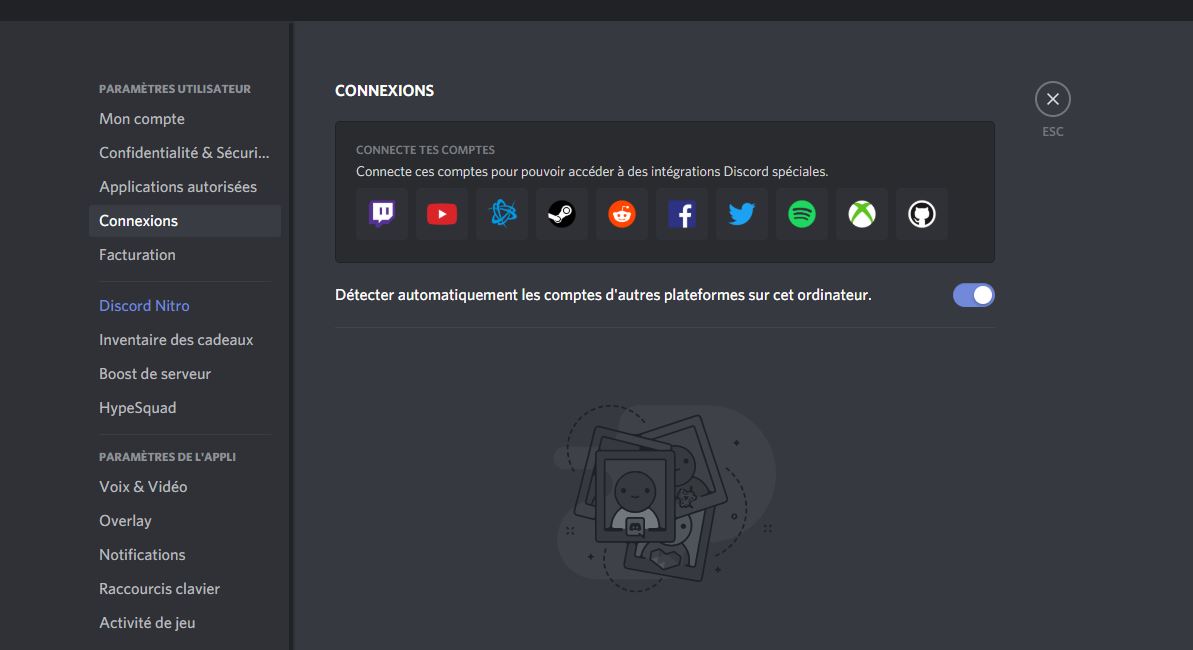 PARAMÈTRES UTILISATEUR
Mon compte
Confidentialité & Sécuri...
Applications autorisées
Connexions
Facturation
Discord Nitro
Inventaire des cadeaux
Boost de serveur
HypeSquad
PARAMÈTRES DE L'APPLI
Voix & Vidéo
Overlay
Notifications
Raccourcis clavier
Activité de jeu
CONNEXIONS
CONNECTE TES COMPTES
Connecte ces comptes pour pouvoir accéder à des intégrations Discord spéciales.
Détecter automatiquement les comptes d'autres plateformes sur cet ordinateur.
ESC